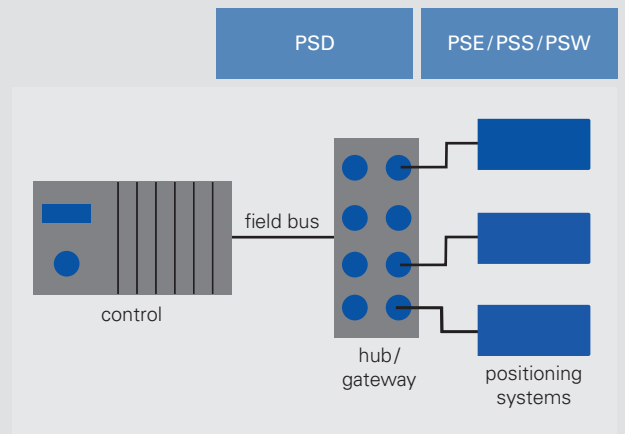 PSD
PSE/PSS/PSW
field bus
control
hub/
gateway
positioning
systems